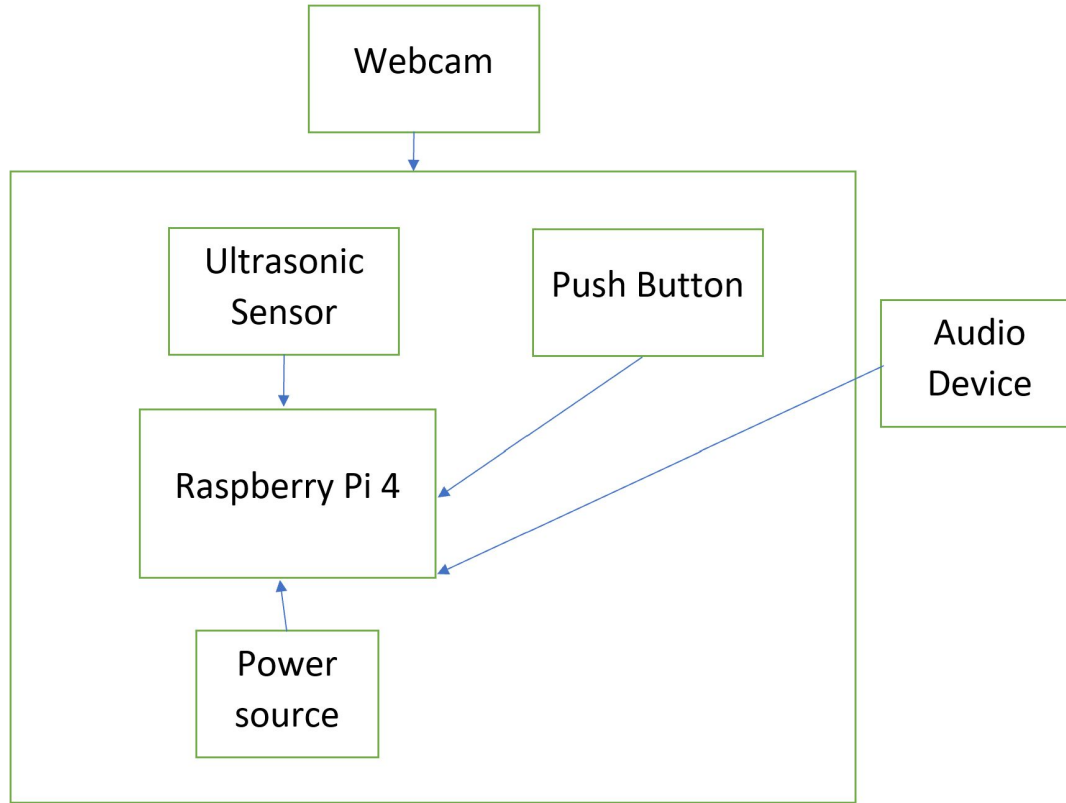 Webcam
Ultrasonic
Sensor
Push Button
Audio
Device
Raspberry Pi 4
Power
source